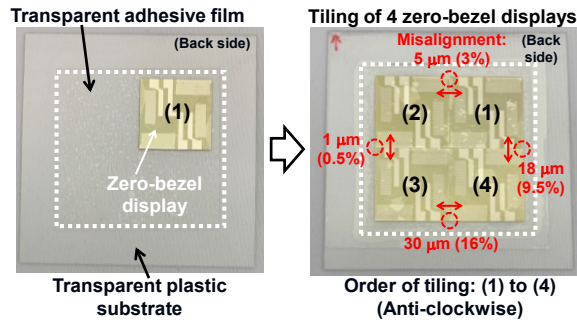 Transparent adhesive film
(Back side)
(1)
Zero-bezel
display
Transparent plastic
substrate
Tiling of 4 zero-bezel displays
Misalignment:
5 μm (3%)
(Back
side)
(2)
(1)
1 μm
(0.5%)
18 μm
(9.5%)
(3)
(4)
30 μm (16%)
Order of tiling: (1) to (4)
(Anti-clockwise)